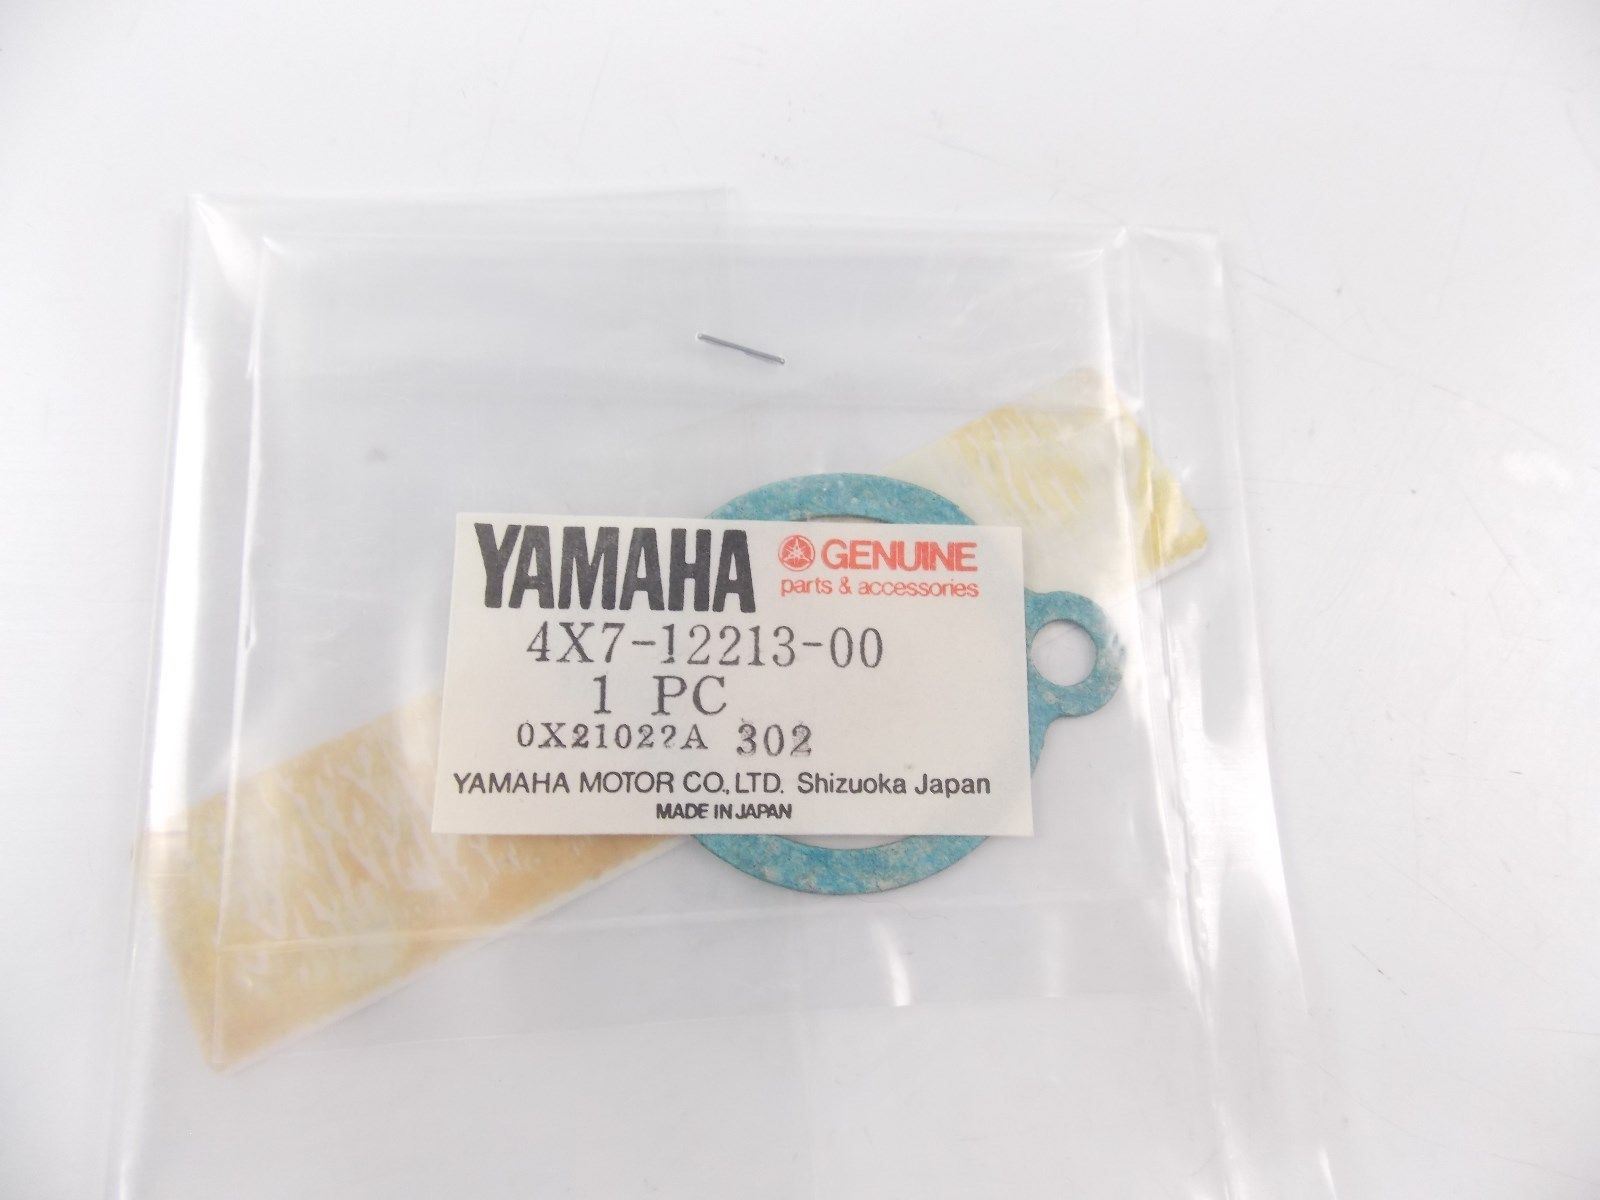 YAMAHA GENUINE
parts & accessories
4X7-12213-00
1 PC
0X21022A 302
YAMAHA MOTOR CO.,LTD. Shizuoka Japan
MADE IN JAPAN